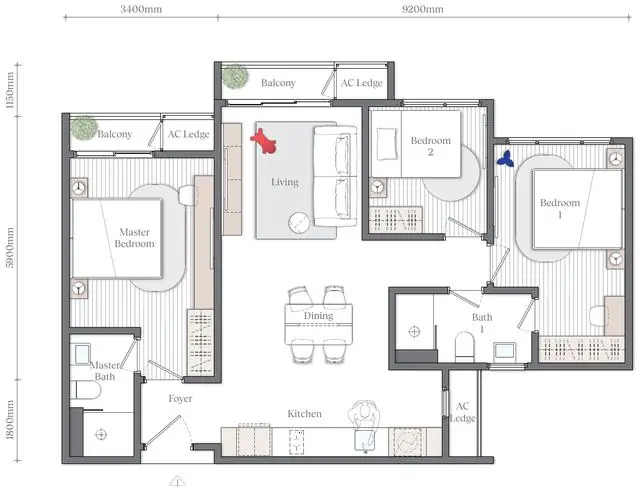 3400mm
9200mm
1150mm
5900mm
1800mm
Balcony
AC Ledge
Balcony
AC Ledge
Bedroom
2
Living
Bedroom
1
Master
Bedroom
Dining
Bath
1
Master
Bath
Foyer
Kitchen
AC
Ledge